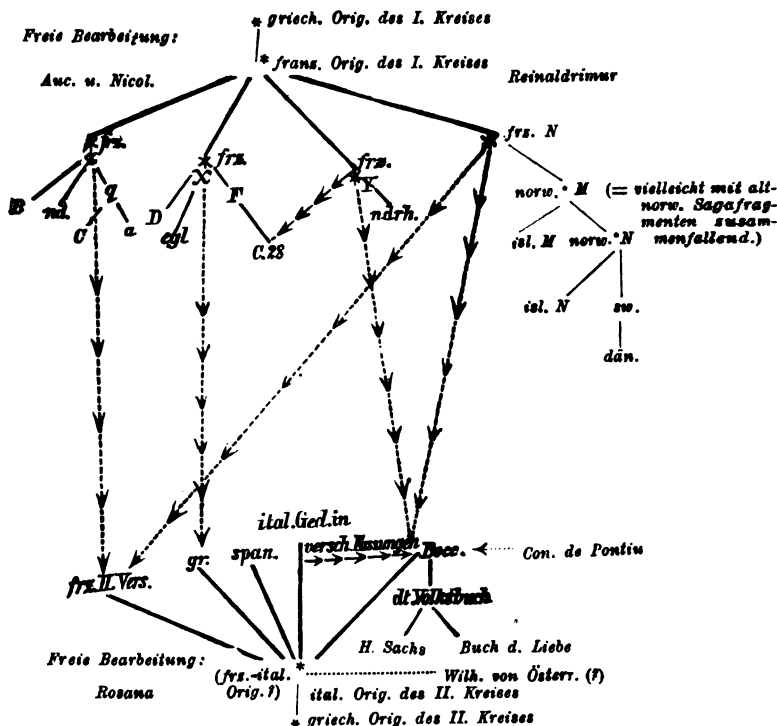 * griech. Orig. des I. Kreises
Freie Bearbeitung:
* franz. Orig. des I. Kreises
Auc. u. Nicol.
Reinaldrimur
* frz.
* frz.
frz.
* Y
* frz. N
X
B
nd.
q
C
a
D
egl
F
C.28
ndrh.
norw. * M (= vielleicht mit alt-
norw. Sagafrag-
menten zusam-
menfallend.)
isl. M norw. * N
isl. N
sw.
dän.
ital. Ged. in
versch. Fassungen
frz. II. Vers.
gr.
span.
Bocc.
Con. de Pontiu
dt. Volksbuch
H. Sachs
Buch d. Liebe
Freie Bearbeitung:
Rosana
(frz.-ital.
Orig. ?)
*
Wilh. von Österr. (?)
ital. Orig. des II. Kreises
* griech. Orig. des II. Kreises